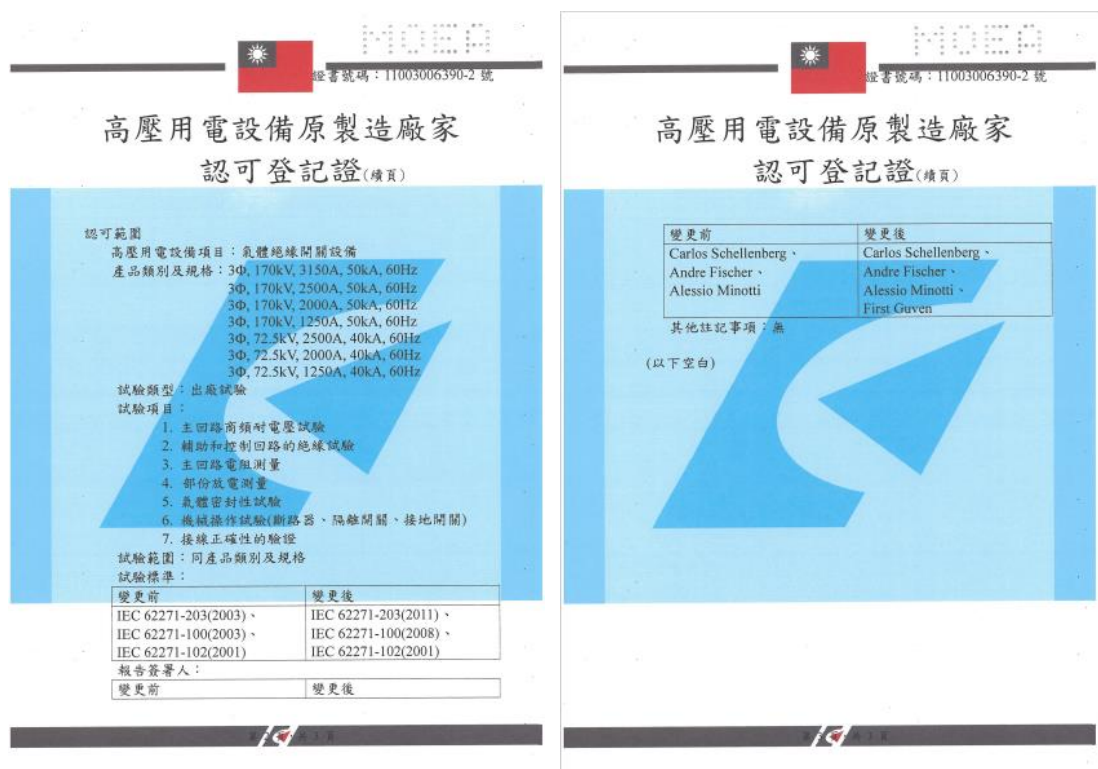 MOEA
證書號碼：11003006390-2 號
高壓用電設備原製造廠家
認可登記證(續頁)
認可範圍
高壓用電設備項目：氣體絕緣開關設備
產品類別及規格：3Φ, 170kV, 3150A, 50kA, 60Hz
3Φ, 170kV, 2500A, 50kA, 60Hz
3Φ, 170kV, 2000A, 50kA, 60Hz
3Φ, 170kV, 1250A, 50kA, 60Hz
3Φ, 72.5kV, 2500A, 40kA, 60Hz
3Φ, 72.5kV, 2000A, 40kA, 60Hz
3Φ, 72.5kV, 1250A, 40kA, 60Hz
試驗類型：出廠試驗
試驗項目：
1. 主回路商頻耐電壓試驗
2. 輔助和控制回路的絕緣試驗
3. 主回路電阻測量
4. 部份放電測量
5. 氣體密封性試驗
6. 機械操作試驗(斷路器、隔離開關、接地開關)
7. 接線正確性的驗證
試驗範圍：同產品類別及規格
試驗標準：
變更前 變更後
IEC 62271-203(2003)、 IEC 62271-203(2011)、
IEC 62271-100(2003)、 IEC 62271-100(2008)、
IEC 62271-102(2001) IEC 62271-102(2001)
報告簽署人：
變更前 變更後
第 共 3 頁
MOEA
證書號碼：11003006390-2 號
高壓用電設備原製造廠家
認可登記證(續頁)
變更前 變更後
Carlos Schellenberg、 Carlos Schellenberg、
Andre Fischer、 Andre Fischer、
Alessio Minotti Alessio Minotti、
First Guven
其他註記事項：無
(以下空白)
第 共 3 頁